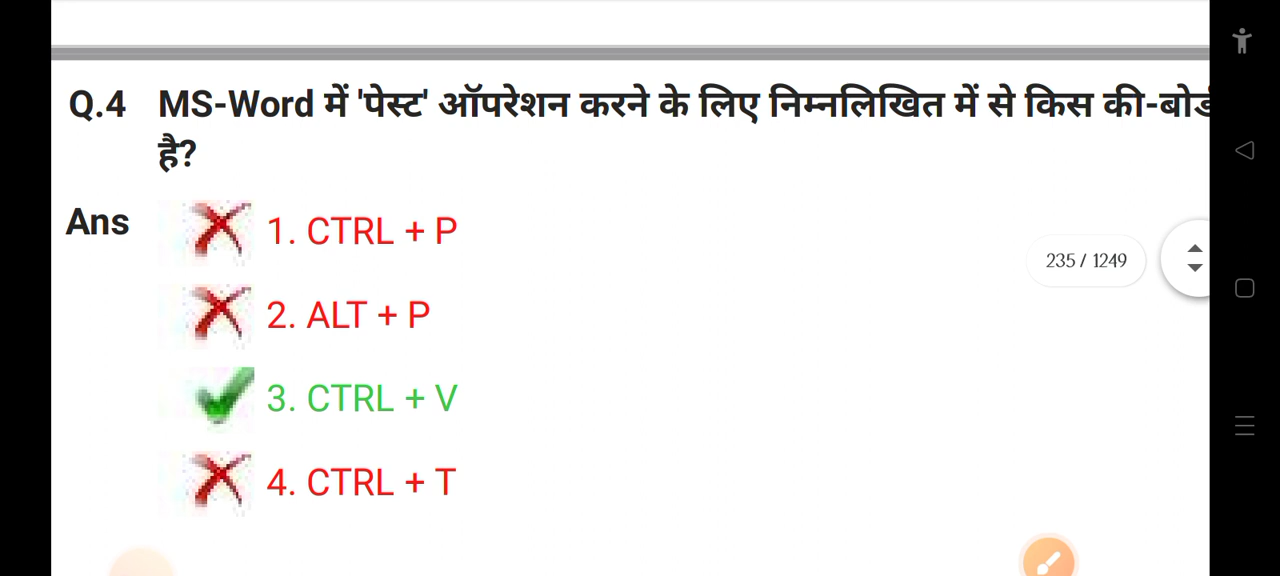 Q.4 MS-Word में 'पेस्ट' ऑपरेशन करने के लिए निम्नलिखित में से किस
है?
Ans 1. CTRL + P
235 / 1249
2. ALT + P
3. CTRL + V
4. CTRL + T